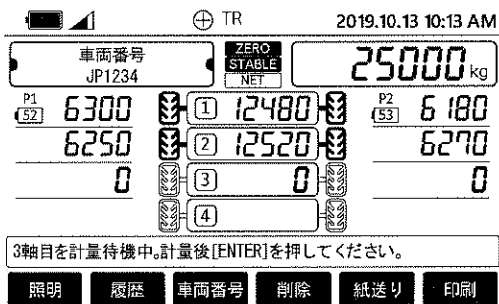 TR 2019.10.13 10:13 AM
車両番号
JP1234
ZERO
STABLE
NET
25000 kg
P1
52
6300
1 12480
P2
53
6180
6250
2 12520
6270
0
3 0
0
4
3軸目を計量待機中。計量後[ENTER]を押してください。
照明 履歴 車両番号 削除 紙送り 印刷